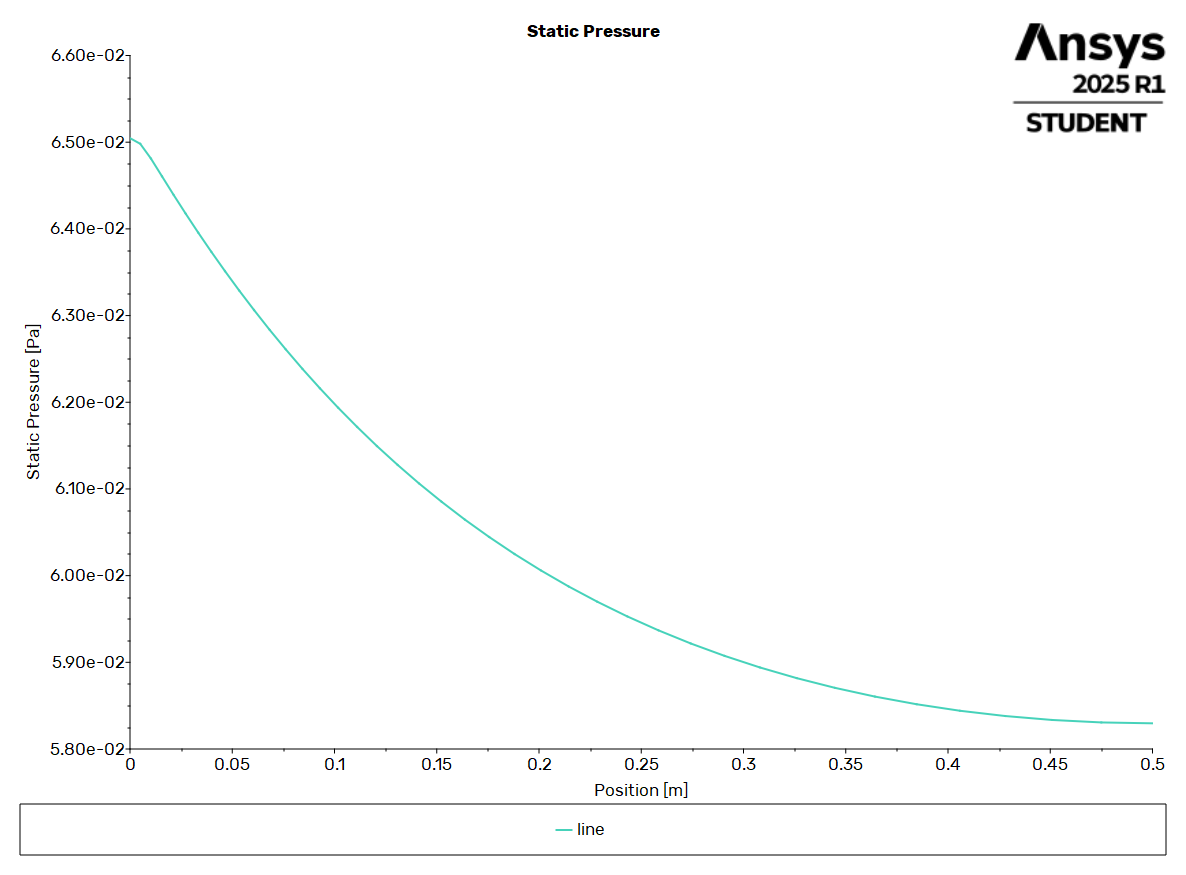 Static Pressure
Ansys
2025 R1
STUDENT
6.60e-02
6.50e-02
6.40e-02
6.30e-02
6.20e-02
6.10e-02
6.00e-02
5.90e-02
5.80e-02
Static Pressure [Pa]
0 0.05 0.1 0.15 0.2 0.25 0.3 0.35 0.4 0.45 0.5
Position [m]
line